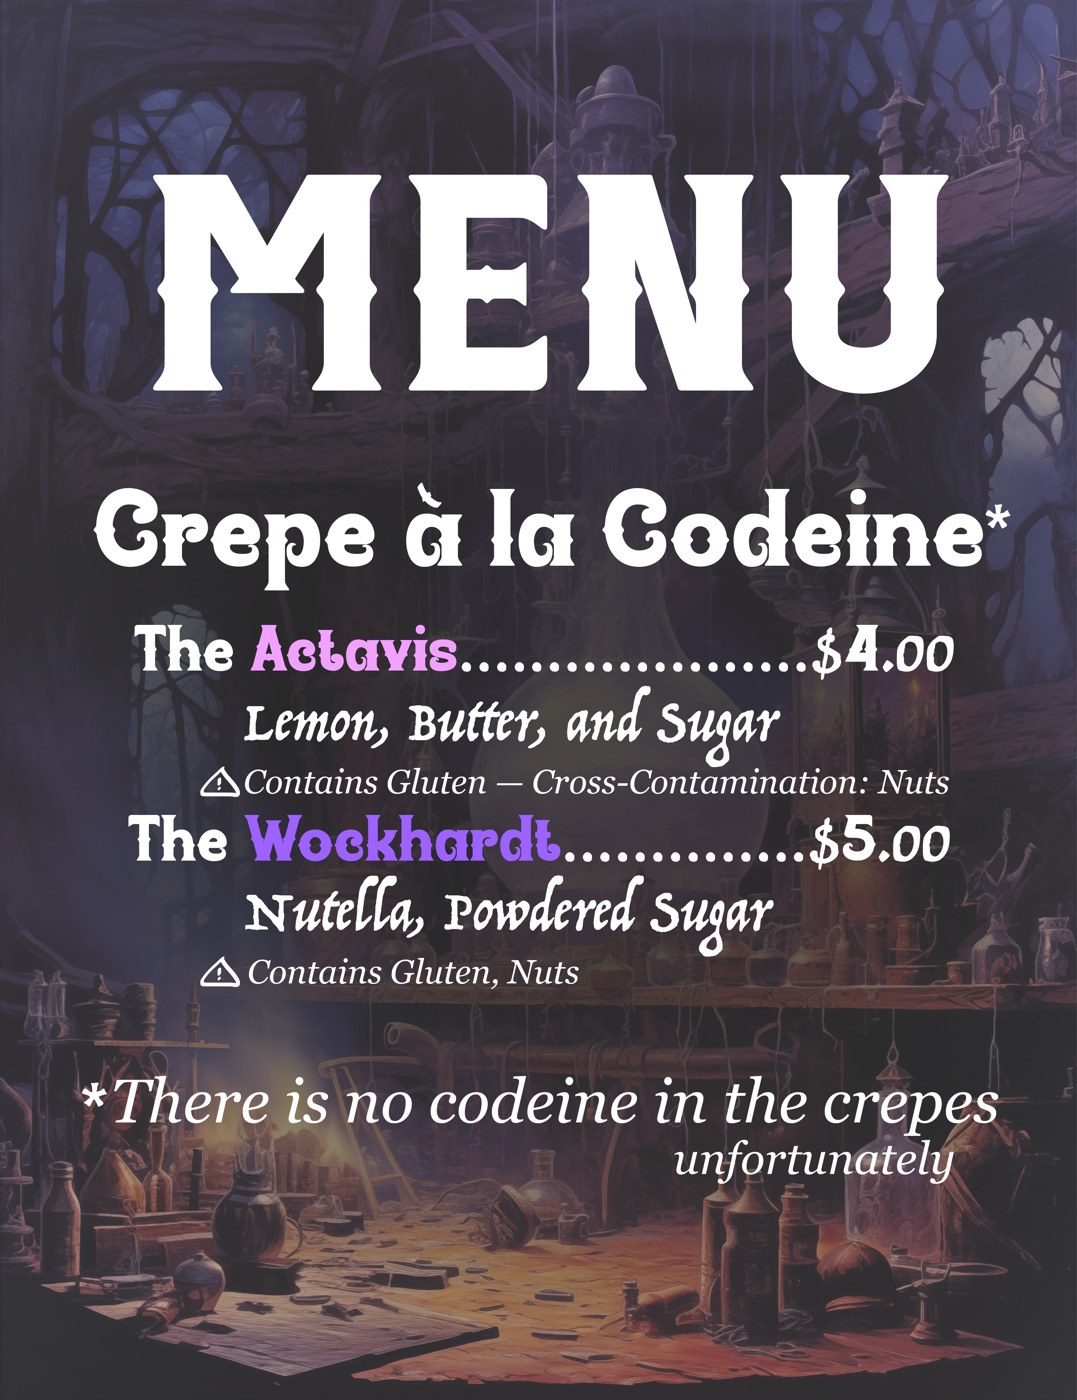 MENU
Crepe à la Codeine*
The Actavis....................$4.00
Lemon, Butter, and Sugar
⚠Contains Gluten — Cross-Contamination: Nuts
The Wockhardt..............$5.00
Nutella, Powdered Sugar
⚠ Contains Gluten, Nuts
*There is no codeine in the crepes
unfortunately